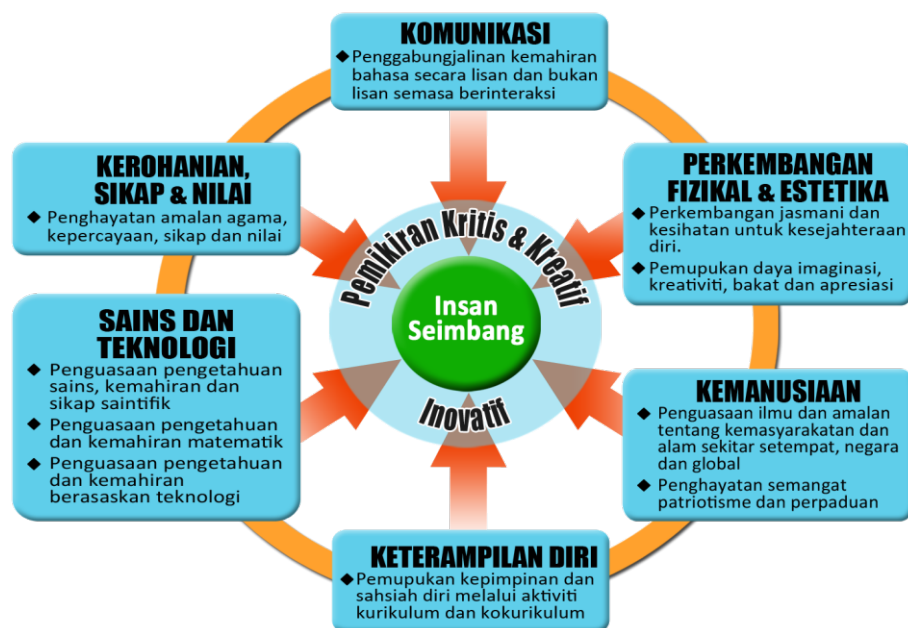 KOMUNIKASI
◆ Penggabungjalinan kemahiran
bahasa secara lisan dan bukan
lisan semasa berinteraksi
KEROHANIAN,
SIKAP & NILAI
◆ Penghayatan amalan agama,
kepercayaan, sikap dan nilai
PERKEMBANGAN
FIZIKAL & ESTETIKA
◆ Perkembangan jasmani dan
kesihatan untuk kesejahteraan
diri.
◆ Pemupukan daya imaginasi,
kreativiti, bakat dan apresiasi
Pemikiran Kritis & Kreatif
Insan
Seimbang
Inovatif
SAINS DAN
TEKNOLOGI
◆ Penguasaan pengetahuan
sains, kemahiran dan
sikap saintifik
◆ Penguasaan pengetahuan
dan kemahiran matematik
◆ Penguasaan pengetahuan
dan kemahiran
berasaskan teknologi
KEMANUSIAAN
◆ Penguasaan ilmu dan amalan
tentang kemasyarakatan dan
alam sekitar setempat, negara
dan global
◆ Penghayatan semangat
patriotisme dan perpaduan
KETERAMPILAN DIRI
◆ Pemupukan kepimpinan dan
sahsiah diri melalui aktiviti
kurikulum dan kokurikulum